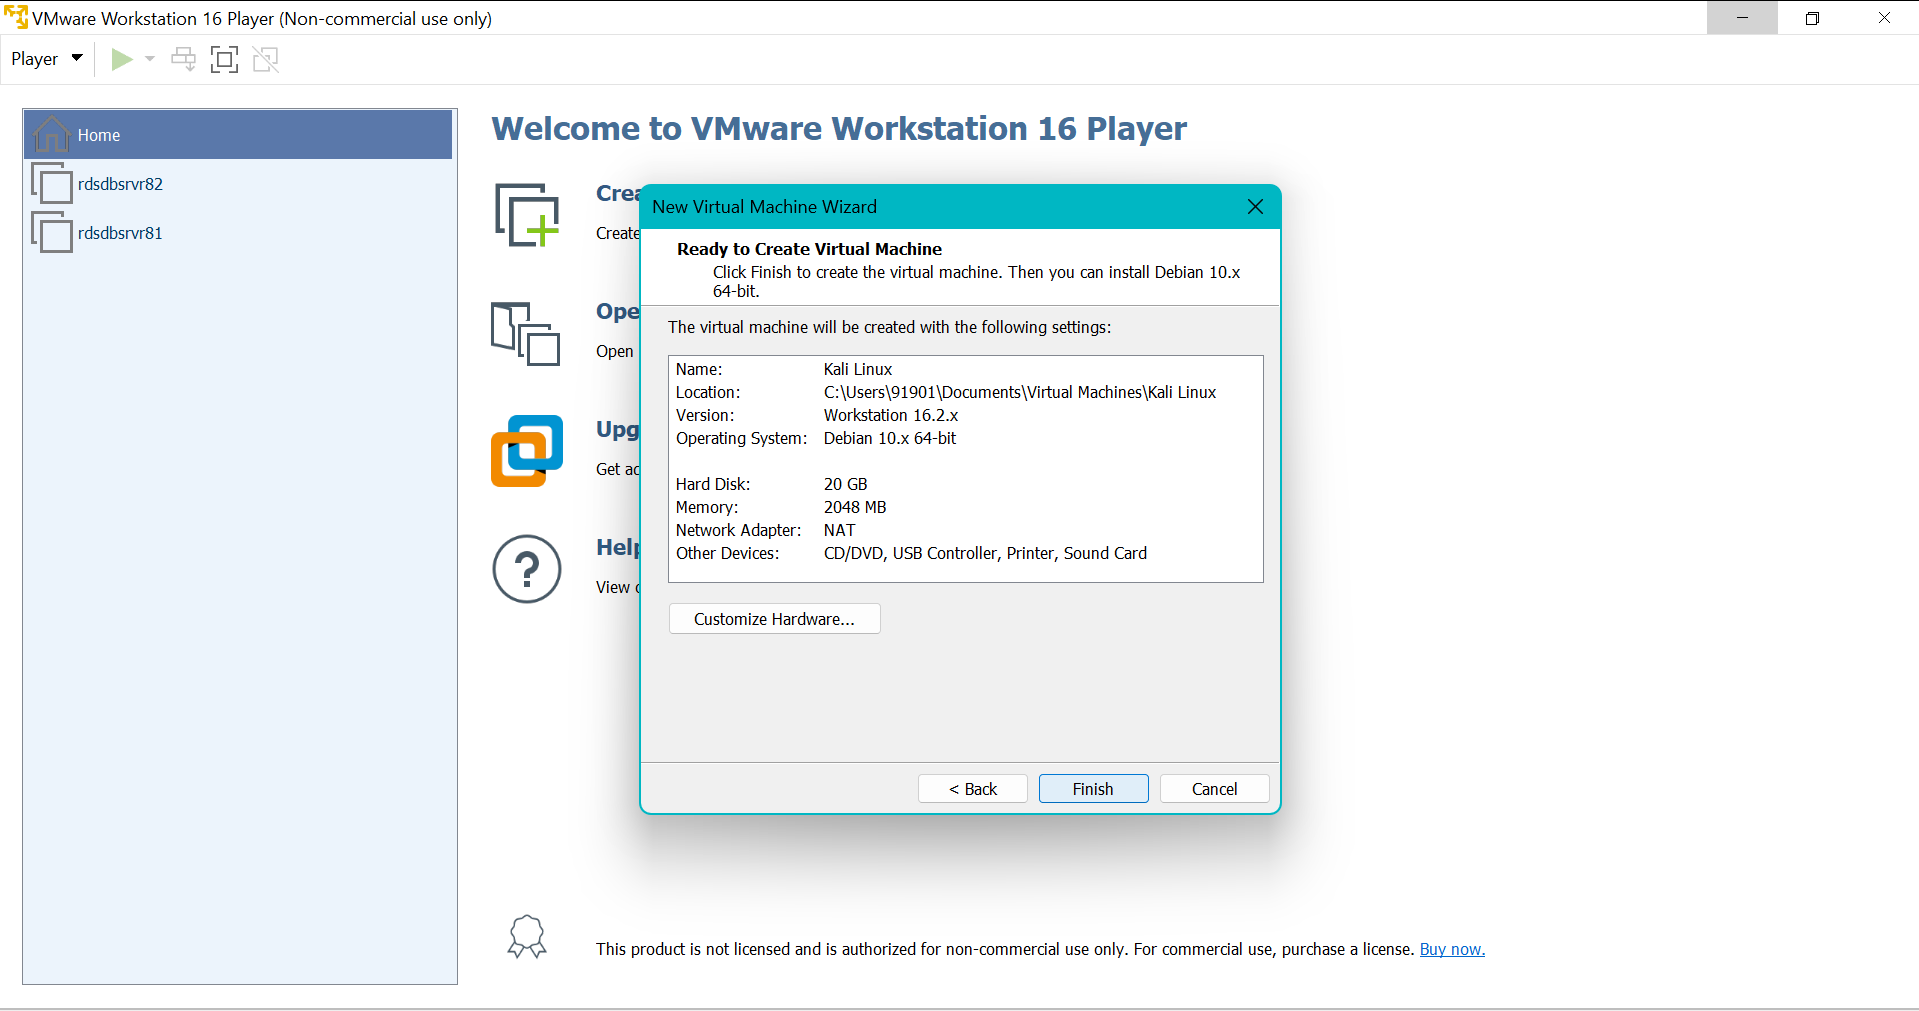 VMware Workstation 16 Player (Non-commercial use only)
Player
Home
rdsdbsrvr82
rdsdbsrvr81
Welcome to VMware Workstation 16 Player
Crea
Create
Ope
Open
Upg
Get ac
Help
View
New Virtual Machine Wizard
Ready to Create Virtual Machine
Click Finish to create the virtual machine. Then you can install Debian 10.x
64-bit.
The virtual machine will be created with the following settings:
Name: Kali Linux
Location: C:\Users\91901\Documents\Virtual Machines\Kali Linux
Version: Workstation 16.2.x
Operating System: Debian 10.x 64-bit
Hard Disk: 20 GB
Memory: 2048 MB
Network Adapter: NAT
Other Devices: CD/DVD, USB Controller, Printer, Sound Card
Customize Hardware...
< Back
Finish
Cancel
This product is not licensed and is authorized for non-commercial use only. For commercial use, purchase a license. Buy now.